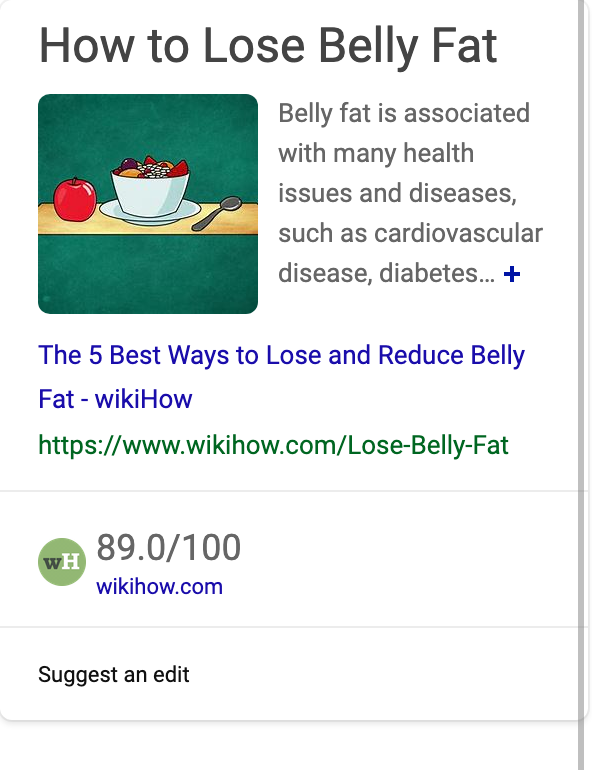 How to Lose Belly Fat
Belly fat is associated
with many health
issues and diseases,
such as cardiovascular
disease, diabetes... +
The 5 Best Ways to Lose and Reduce Belly
Fat - wikiHow
https://www.wikihow.com/Lose-Belly-Fat
wH
89.0/100
wikihow.com
Suggest an edit